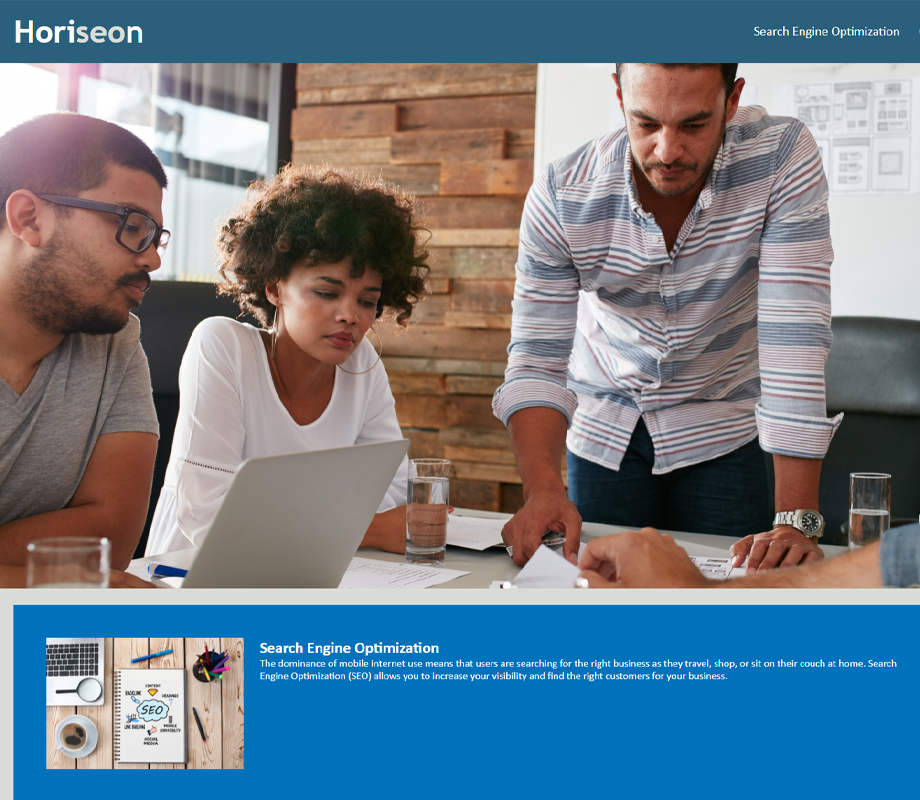 Horiseon
Search Engine Optimization
Search Engine Optimization
The dominance of mobile internet use means that users are searching for the right business as they travel, shop, or sit on their couch at home. Search
Engine Optimization (SEO) allows you to increase your visibility and find the right customers for your business.
CONTENT
BACKLINK
KEYWORDS
SEO
LINK BUILDING
MOBILE
COMPATIBILITY
SOCIAL
MEDIA